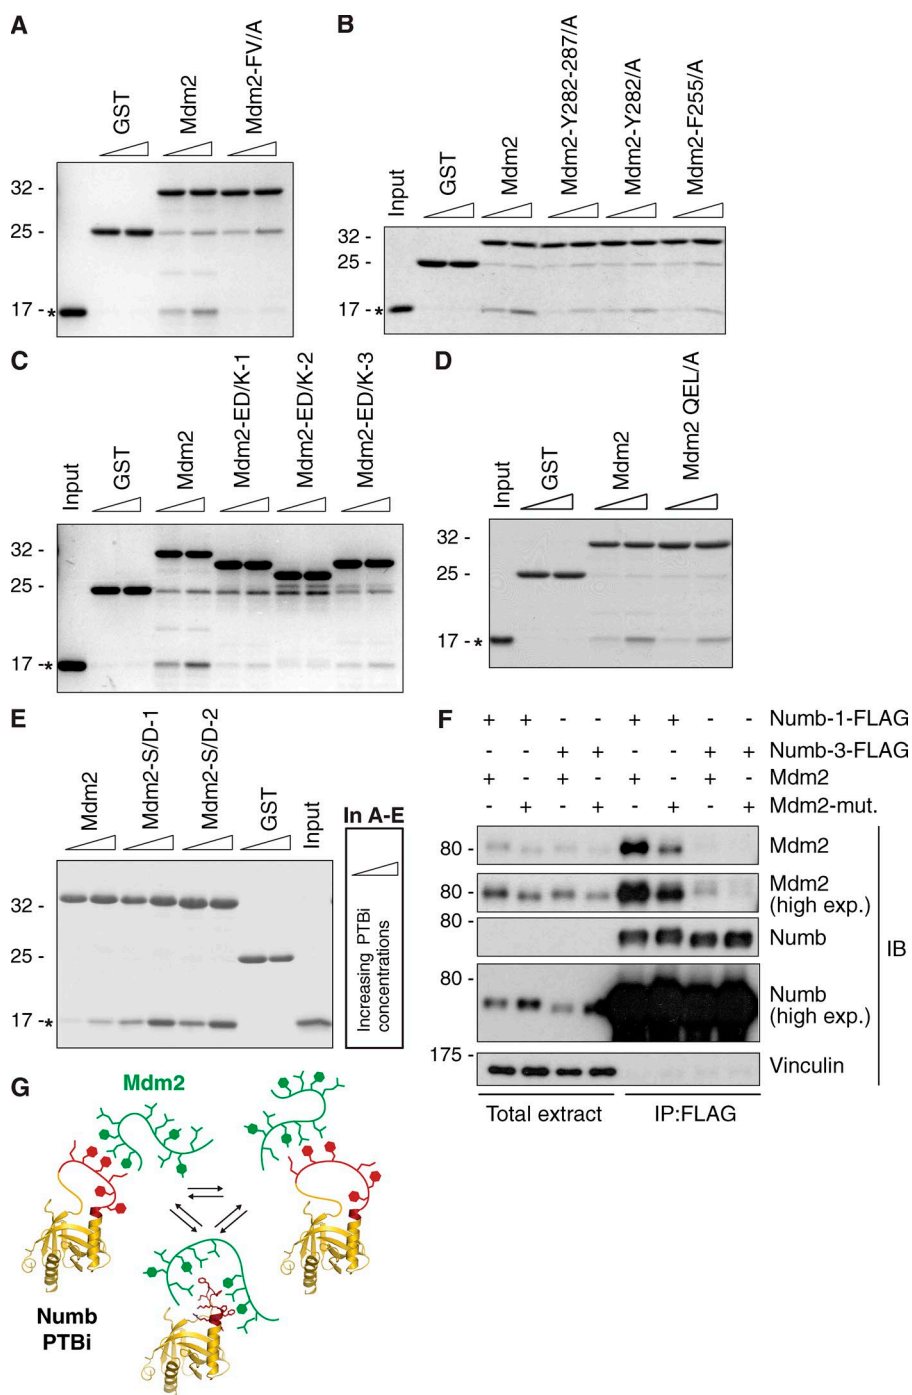 A
GST
Mdm2
Mdm2-FV/A
32 -
25 -
17 -*
B
Input
GST
Mdm2
Mdm2-Y282-287/A
Mdm2-Y282/A
Mdm2-F255/A
32 -
25 -
17 -*
C
Input
GST
Mdm2
Mdm2-ED/K-1
Mdm2-ED/K-2
Mdm2-ED/K-3
32 -
25 -
17 -*
D
Input
GST
Mdm2
Mdm2 QEL/A
32 -
25 -
17 -*
E
Mdm2
Mdm2-S/D-1
Mdm2-S/D-2
GST
Input
32 -
25 -
17 -*
In A-E
Increasing PTBi
concentrations
F
+ + - - + + - - Numb-1-FLAG
- - + + - - + + Numb-3-FLAG
+ - + - + - + - Mdm2
- + - + - + - + Mdm2-mut.
80 - Mdm2
80 - Mdm2
(high exp.)
80 - Numb
80 - Numb
(high exp.)
175 - Vinculin
IB
Total extract IP:FLAG
G
Mdm2
Numb
PTBi